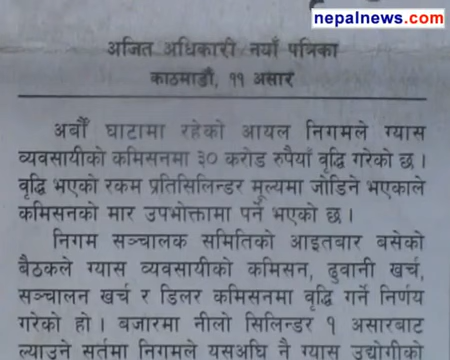 nepalnews.com
अजित अधिकारी नयाँ पत्रिका
काठमाडौं, ११ असार
अर्बौं घाटामा रहेको आयल निगमले ग्यास
व्यवसायीको कमिसनमा ३० करोड रुपैयाँ वृद्धि गरेको छ ।
वृद्धि भएको रकम प्रतिसिलिन्डर मूल्यमा जोडिने भएकाले
कमिसनको मार उपभोक्तामा पर्ने भएको छ ।
निगम सञ्चालक समितिको आइतबार बसेको
बैठकले ग्यास व्यवसायीको कमिसन, ढुवानी खर्च,
सञ्चालन खर्च र डिलर कमिसनमा वृद्धि गर्ने निर्णय
गरेको हो । बजारमा नीलो सिलिन्डर १ असारबाट
ल्याउने सर्तमा निगमले यसअघि नै ग्यास उद्योगीको